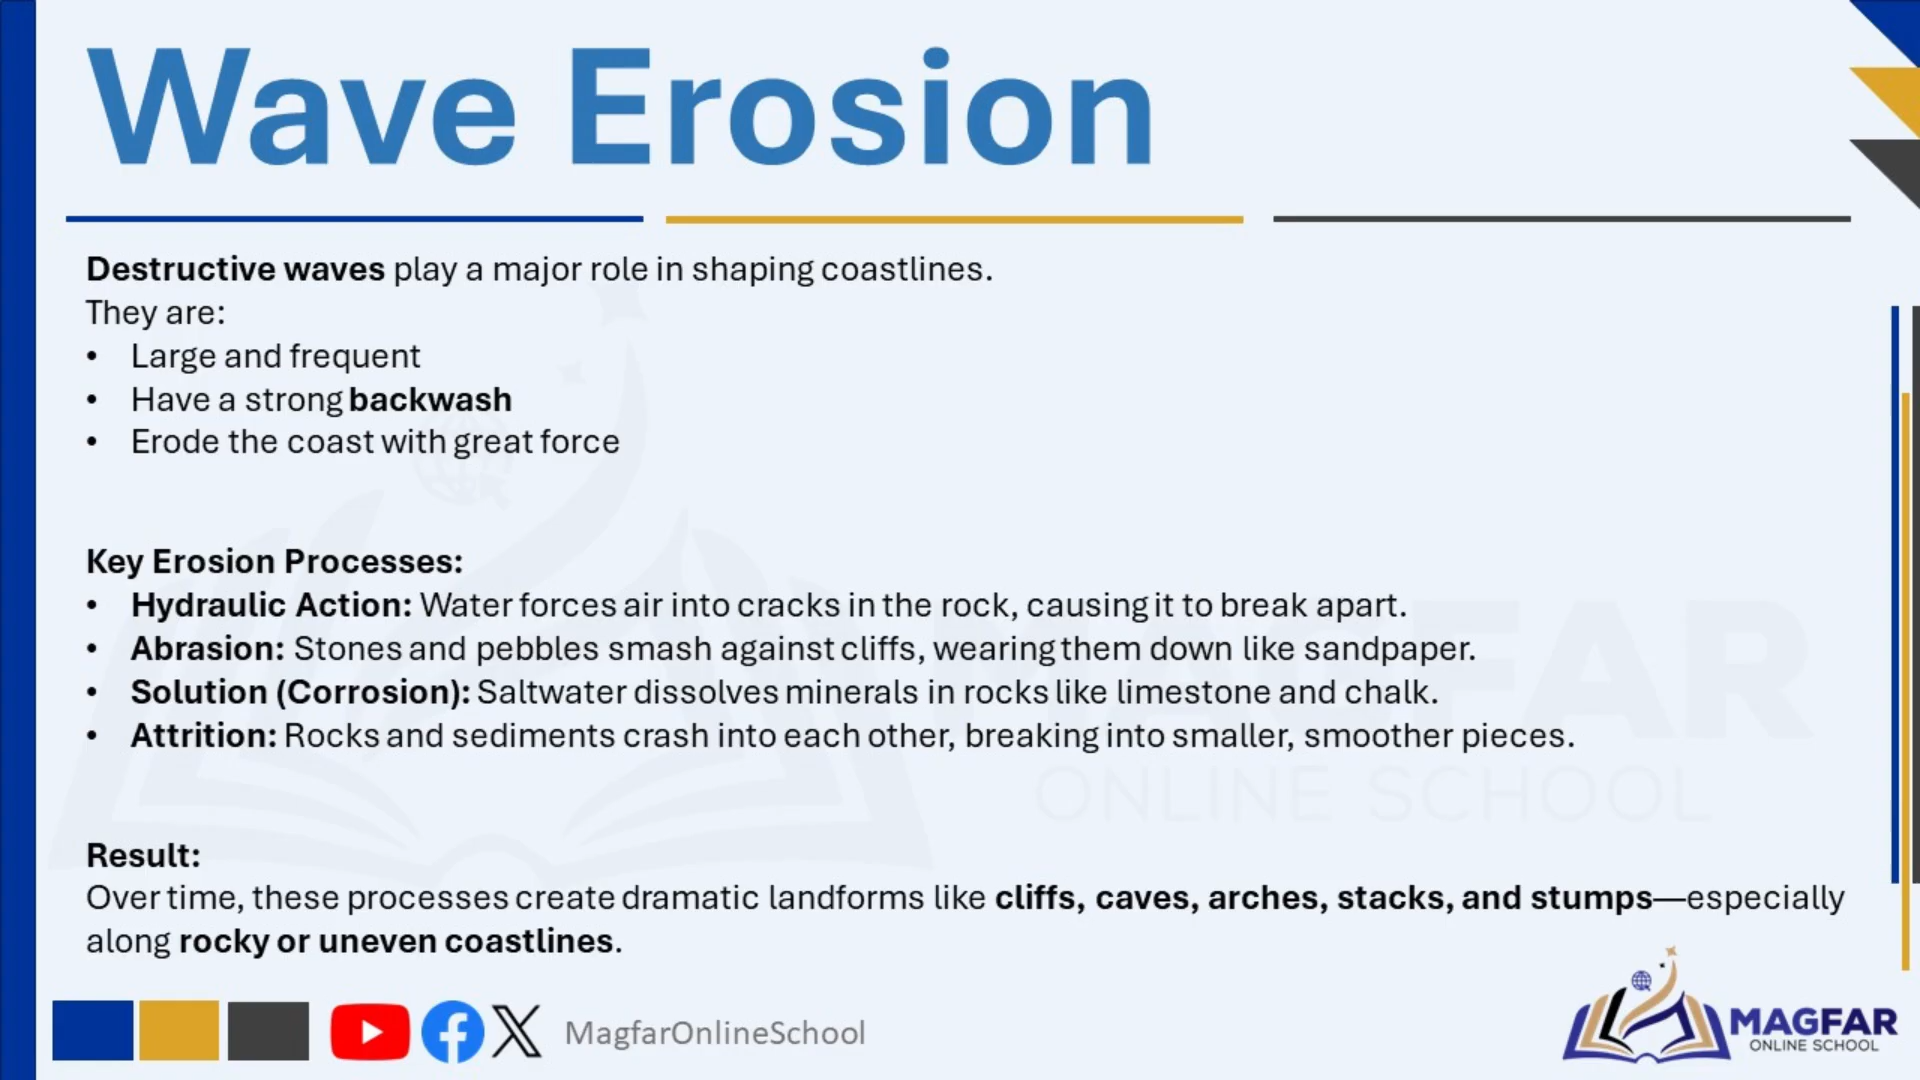 Wave Erosion
Destructive waves play a major role in shaping coastlines.
They are:
• Large and frequent
• Have a strong backwash
• Erode the coast with great force
Key Erosion Processes:
• Hydraulic Action: Water forces air into cracks in the rock, causing it to break apart.
• Abrasion: Stones and pebbles smash against cliffs, wearing them down like sandpaper.
• Solution (Corrosion): Saltwater dissolves minerals in rocks like limestone and chalk.
• Attrition: Rocks and sediments crash into each other, breaking into smaller, smoother pieces.
MAGFAR
ONLINE SCHOOL
Result:
Over time, these processes create dramatic landforms like cliffs, caves, arches, stacks, and stumps—especially
along rocky or uneven coastlines.
MagfarOnlineSchool
MAGFAR
ONLINE SCHOOL